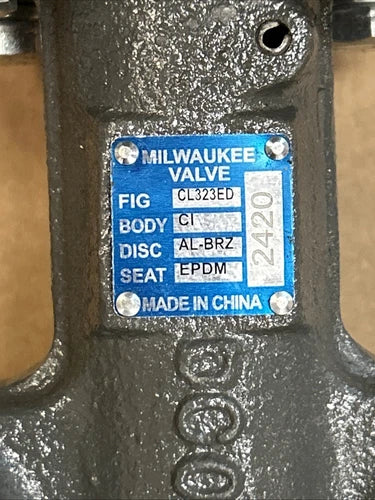 MILWAUKEE
VALVE
FIG CL323ED
BODY CI
DISC AL-BRZ
SEAT EPDM
2420
MADE IN CHINA